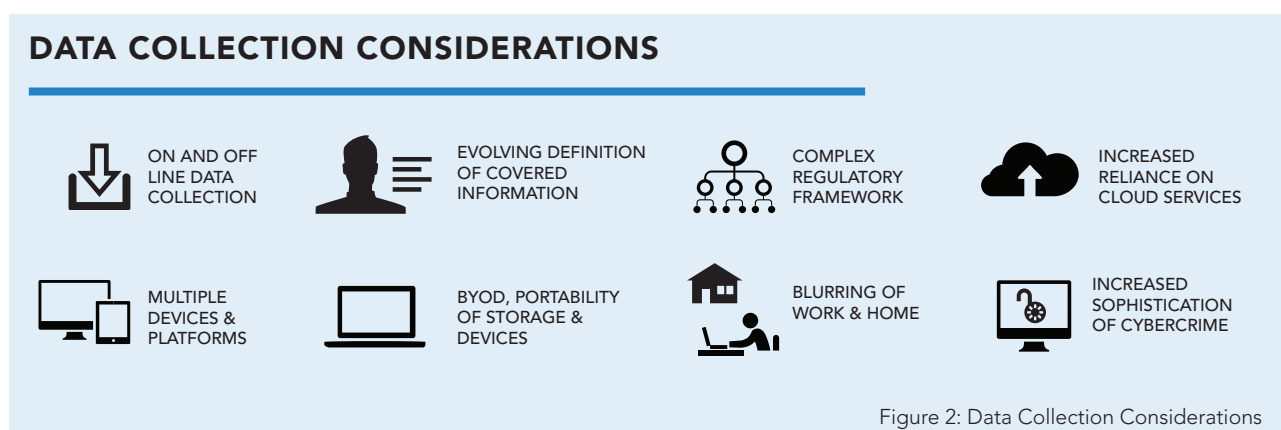 DATA COLLECTION CONSIDERATIONS
ON AND OFF
LINE DATA
COLLECTION
EVOLVING DEFINITION
OF COVERED
INFORMATION
COMPLEX
REGULATORY
FRAMEWORK
INCREASED
RELIANCE ON
CLOUD SERVICES
MULTIPLE
DEVICES &
PLATFORMS
BYOD, PORTABILITY
OF STORAGE &
DEVICES
BLURRING OF
WORK & HOME
INCREASED
SOPHISTICATION
OF CYBERCRIME
Figure 2: Data Collection Considerations